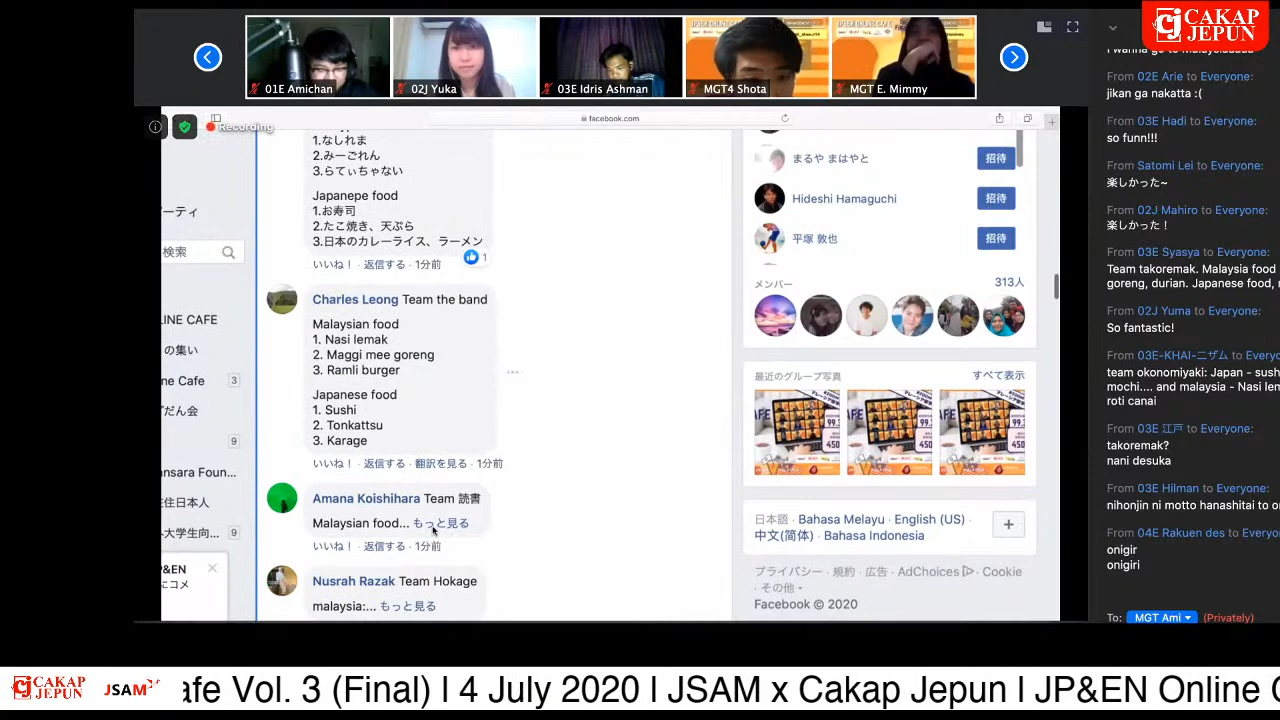 01E Amichan
02J Yuka
03E Idris Ashman
MGT4 Shota
MGT E. Mimmy
CAKAP
JEPUN
Recording
facebook.com
1.なしれま
2.みーごれん
3.らてぃちゃない
Japanepe food
1.お寿司
2.たこ焼き、天ぷら
3.日本のカレーライス、ラーメン
いいね！ · 返信する · 1分前
1
Charles Leong Team the band
Malaysian food
1. Nasi lemak
2. Maggi mee goreng
3. Ramli burger
Japanese food
1. Sushi
2. Tonkattsu
3. Karage
いいね！ · 返信する · 翻訳を見る · 1分前
Amana Koishihara Team 読書
Malaysian food... もっと見る
いいね！ · 返信する · 1分前
Nusrah Razak Team Hokage
malaysia:... もっと見る
ーティ
検索
LINE CAFE
の集い
ne Cafe
3
だん会
9
ansara Foun...
在住日本人
大学生向...
9
P&EN
にコメ
まるや まはやと
招待
Hideshi Hamaguchi
招待
平塚 敦也
招待
メンバー
313人
最近のグループ写真
すべて表示
日本語 · Bahasa Melayu · English (US) ·
中文(简体) · Bahasa Indonesia
プライバシー · 規約 · 広告 · AdChoices · Cookie
· その他
Facebook © 2020
From 02E Arie to Everyone:
jikan ga nakatta :(
From 03E Hadi to Everyone:
so funn!!!
From Satomi Lei to Everyone:
楽しかった~
From 02J Mahiro to Everyone:
楽しかった！
From 03E Syasya to Everyone:
Team takoremak. Malaysia food
goreng, durian. Japanese food,
From 02J Yuma to Everyone:
So fantastic!
From 03E-KHAI-ニザム to Everyo
team okonomiyaki: Japan - sush
mochi.... and malaysia - Nasi len
roti canai
From 03E 江戸 to Everyone:
takoremak?
nani desuka
From 03E Hilman to Everyone:
nihonjin ni motto hanashitai to o
From 04E Rakuen des to Everyo
onigir
onigiri
To: MGT Ami (Privately)
CAKAP
JEPUN
JSAM
afe Vol. 3 (Final) I 4 July 2020 I JSAM x Cakap Jepun I JP&EN Online C